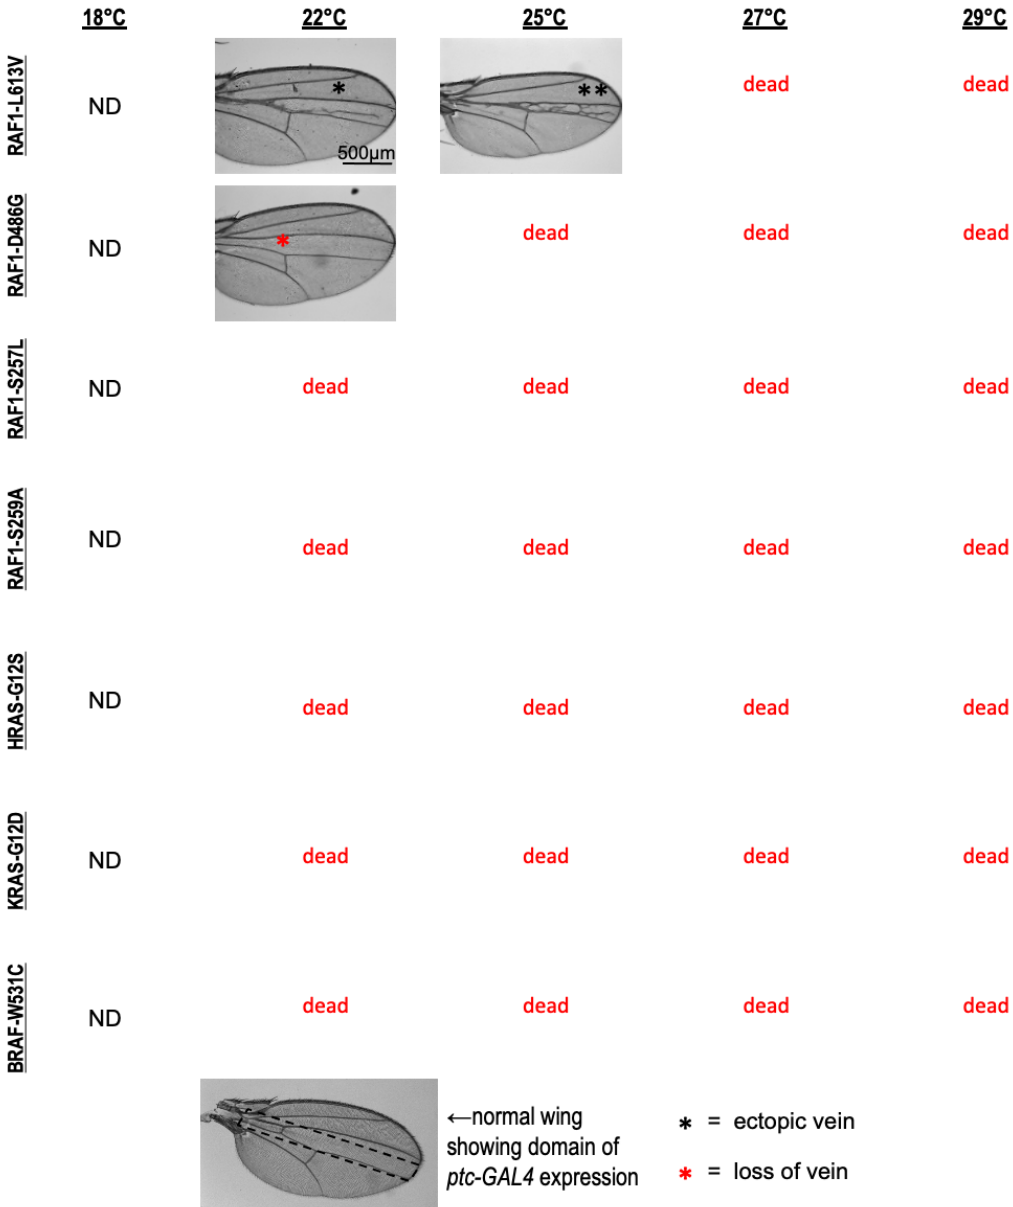 18°C 22°C 25°C 27°C 29°C
RAF1-L613V ND * ** dead dead
500µm
RAF1-D486G ND * dead dead dead
RAF1-S257L ND dead dead dead dead
RAF1-S259A ND dead dead dead dead
HRAS-G12S ND dead dead dead dead
KRAS-G12D ND dead dead dead dead
BRAF-W531C ND dead dead dead dead
←normal wing
showing domain of
ptc-GAL4 expression
* = ectopic vein
* = loss of vein